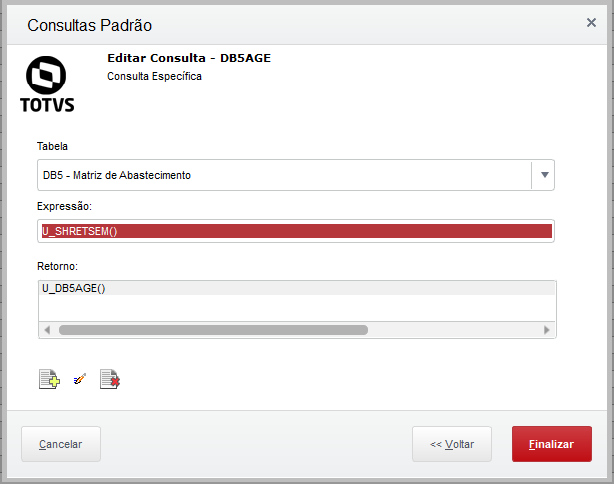 Consultas Padrão
Editar Consulta - DB5AGE
Consulta Específica
TOTVS
Tabela
DB5 - Matriz de Abastecimento
Expressão:
U_SHRETSEM()
Retorno:
U_DB5AGE()
Cancelar
<< Voltar
Finalizar